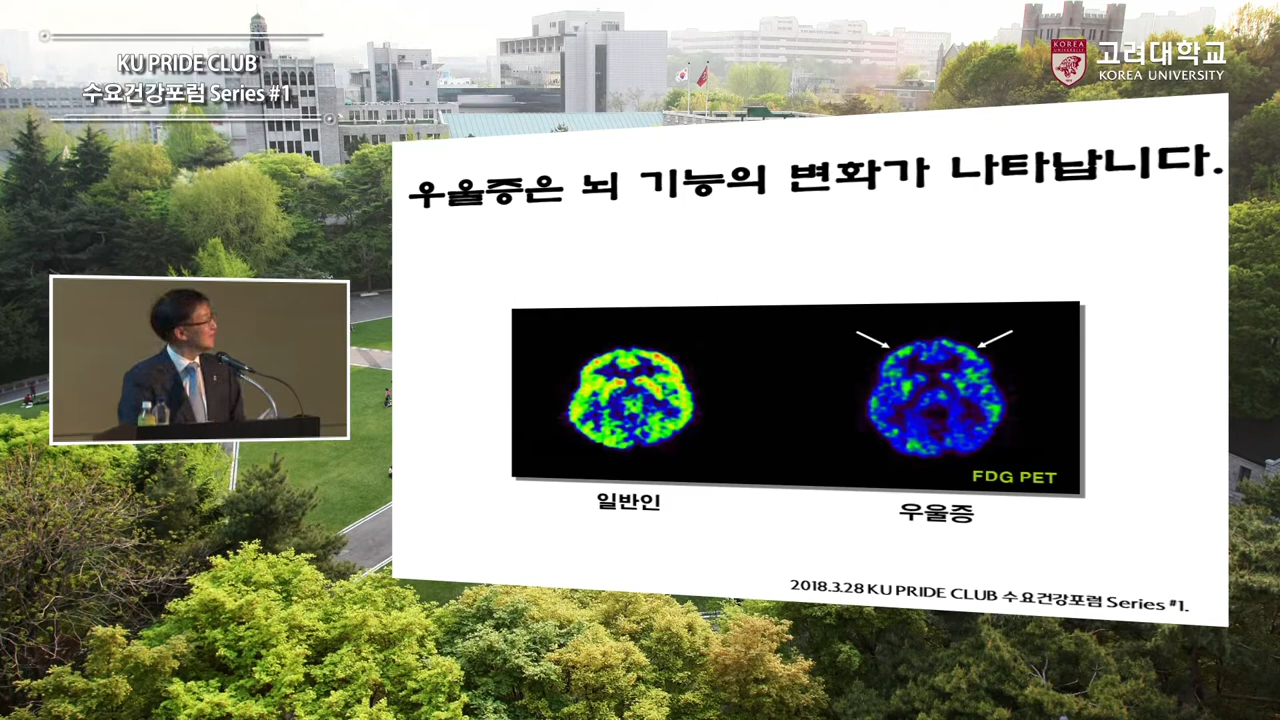 KU PRIDE CLUB
수요건강포럼 Series #1
KOREA
UNIVERSITY
고려대학교
KOREA UNIVERSITY
우울증은 뇌 기능의 변화가 나타납니다.
FDG PET
일반인
우울증
2018.3.28 KU PRIDE CLUB 수요건강포럼 Series #1.